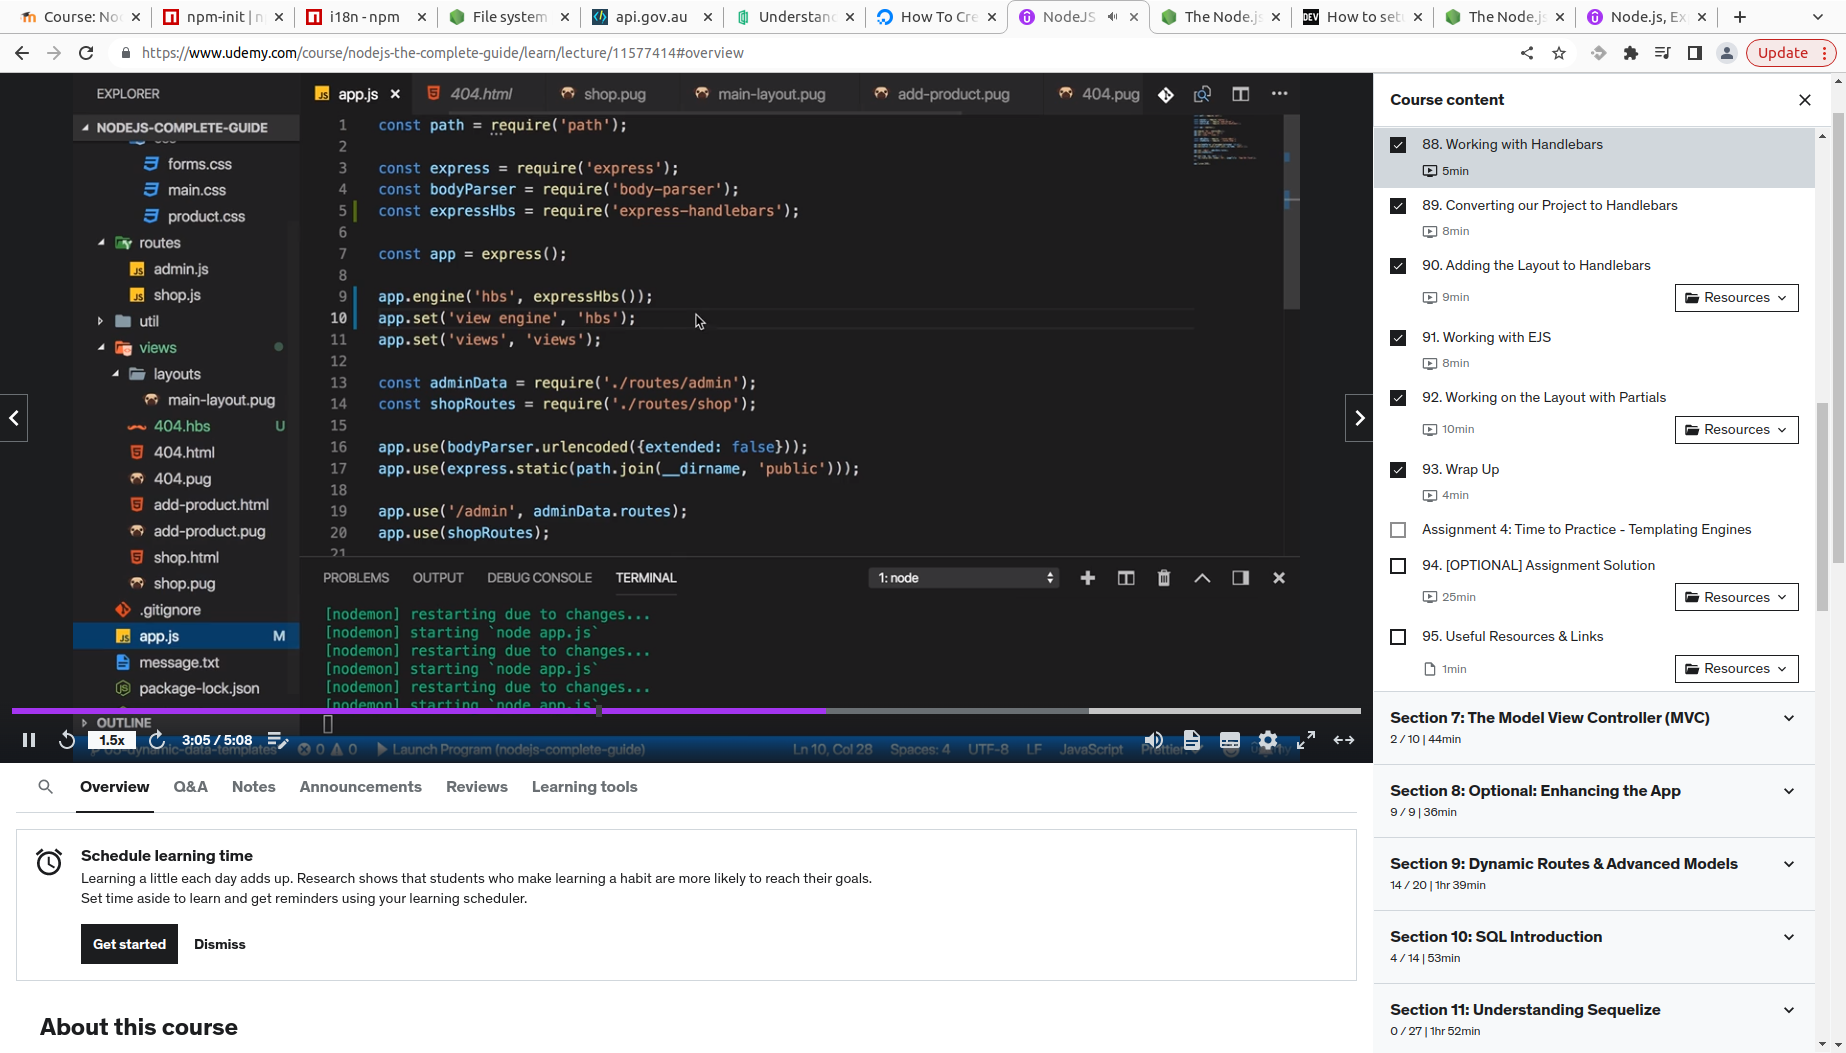 Course: No
npm-init | n
i18n - npm
File system
api.gov.au
Understan
How To Cre
NodeJS
The Node.js
DEV
How to set
The Node.js
Node.js, Ex
https://www.udemy.com/course/nodejs-the-complete-guide/learn/lecture/11577414#overview
Update
EXPLORER
NODEJS-COMPLETE-GUIDE
css
forms.css
main.css
product.css
routes
admin.js
shop.js
util
views
layouts
main-layout.pug
404.hbs U
404.html
404.pug
add-product.html
add-product.pug
shop.html
shop.pug
.gitignore
app.js M
message.txt
package-lock.json
OUTLINE
app.js
404.html
shop.pug
main-layout.pug
add-product.pug
404.pug
1 const path = require('path');
2
3 const express = require('express');
4 const bodyParser = require('body-parser');
5 const expressHbs = require('express-handlebars');
6
7 const app = express();
8
9 app.engine('hbs', expressHbs());
10 app.set('view engine', 'hbs');
11 app.set('views', 'views');
12
13 const adminData = require('./routes/admin');
14 const shopRoutes = require('./routes/shop');
15
16 app.use(bodyParser.urlencoded({extended: false}));
17 app.use(express.static(path.join(__dirname, 'public')));
18
19 app.use('/admin', adminData.routes);
20 app.use(shopRoutes);
21
PROBLEMS OUTPUT DEBUG CONSOLE TERMINAL 1: node
[nodemon] restarting due to changes...
[nodemon] starting `node app.js`
[nodemon] restarting due to changes...
[nodemon] starting `node app.js`
[nodemon] restarting due to changes...
[nodemon] starting `node app.js`
1.5x
3:05 / 5:08
dynamic-data-templates
0 0
Launch Program (nodejs-complete-guide)
Ln 10, Col 28 Spaces: 4 UTF-8 LF JavaScript Prettier
Course content
88. Working with Handlebars
5min
89. Converting our Project to Handlebars
8min
90. Adding the Layout to Handlebars
9min
Resources
91. Working with EJS
8min
92. Working on the Layout with Partials
10min
Resources
93. Wrap Up
4min
Assignment 4: Time to Practice - Templating Engines
94. [OPTIONAL] Assignment Solution
25min
Resources
95. Useful Resources & Links
1min
Resources
Section 7: The Model View Controller (MVC)
2 / 10 | 44min
Section 8: Optional: Enhancing the App
9 / 9 | 36min
Section 9: Dynamic Routes & Advanced Models
14 / 20 | 1hr 39min
Section 10: SQL Introduction
4 / 14 | 53min
Section 11: Understanding Sequelize
0 / 27 | 1hr 52min
Overview Q&A Notes Announcements Reviews Learning tools
Schedule learning time
Learning a little each day adds up. Research shows that students who make learning a habit are more likely to reach their goals.
Set time aside to learn and get reminders using your learning scheduler.
Get started Dismiss
About this course